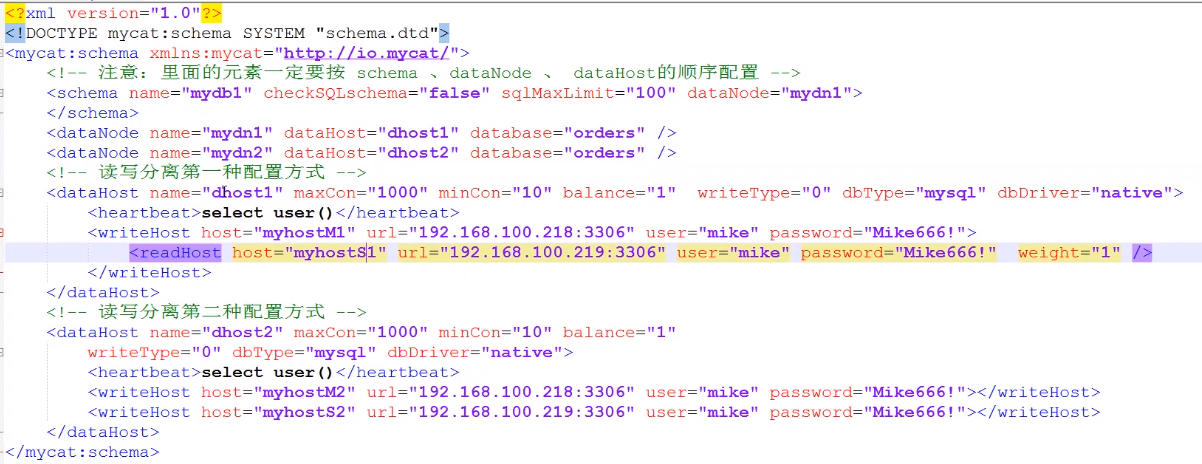 <?xml version="1.0"?>
<!DOCTYPE mycat:schema SYSTEM "schema.dtd">
<mycat:schema xmlns:mycat="http://io.mycat/">
<!-- 注意：里面的元素一定要按 schema 、dataNode 、 dataHost的顺序配置 -->
<schema name="mydb1" checkSQLschema="false" sqlMaxLimit="100" dataNode="mydn1">
</schema>
<dataNode name="mydn1" dataHost="dhost1" database="orders" />
<dataNode name="mydn2" dataHost="dhost2" database="orders" />
<!-- 读写分离第一种配置方式 -->
<dataHost name="dhost1" maxCon="1000" minCon="10" balance="1"  writeType="0" dbType="mysql" dbDriver="native">
<heartbeat>select user()</heartbeat>
<writeHost host="myhostM1" url="192.168.100.218:3306" user="mike" password="Mike666!">
<readHost host="myhostS1" url="192.168.100.219:3306" user="mike" password="Mike666!"  weight="1" />
</writeHost>
</dataHost>
<!-- 读写分离第二种配置方式 -->
<dataHost name="dhost2" maxCon="1000" minCon="10" balance="1"
writeType="0" dbType="mysql" dbDriver="native">
<heartbeat>select user()</heartbeat>
<writeHost host="myhostM2" url="192.168.100.218:3306" user="mike" password="Mike666!"></writeHost>
<writeHost host="myhostS2" url="192.168.100.219:3306" user="mike" password="Mike666!"></writeHost>
</dataHost>
</mycat:schema>